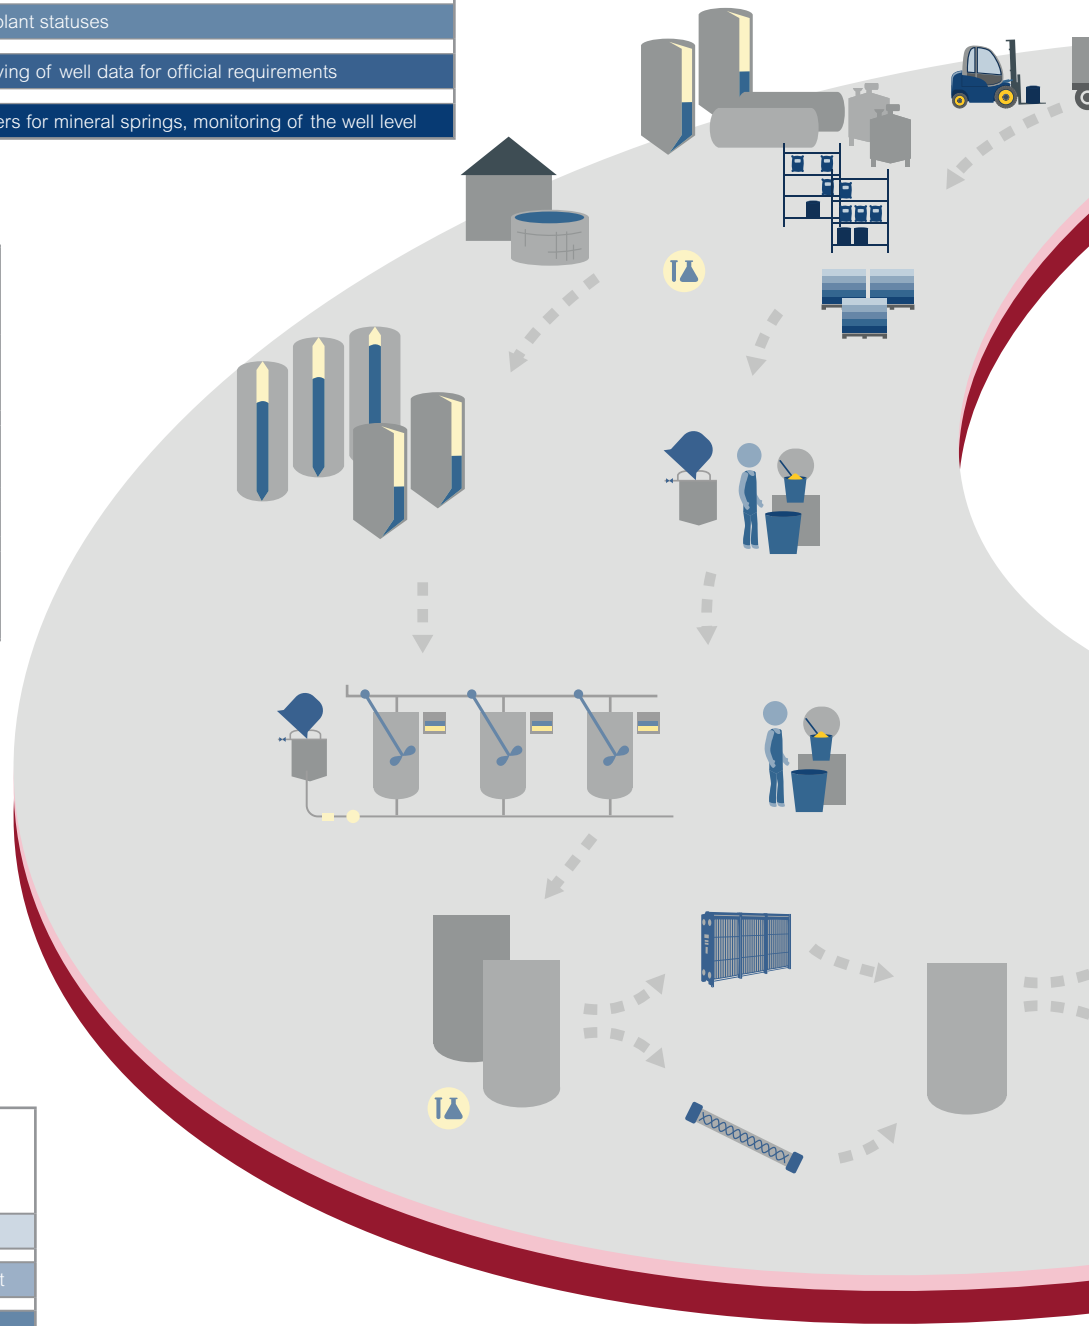 plant statuses
ving of well data for official requirements
ers for mineral springs, monitoring of the well level
t